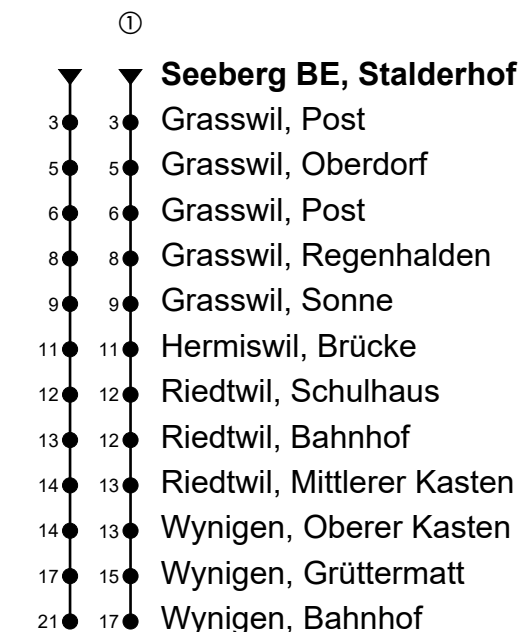 ①
Seeberg BE, Stalderhof
3 3 Grasswil, Post
5 5 Grasswil, Oberdorf
6 6 Grasswil, Post
8 8 Grasswil, Regenhalden
9 9 Grasswil, Sonne
11 11 Hermiswil, Brücke
12 12 Riedtwil, Schulhaus
13 12 Riedtwil, Bahnhof
14 13 Riedtwil, Mittlerer Kasten
14 13 Wynigen, Oberer Kasten
17 15 Wynigen, Grüttermatt
21 17 Wynigen, Bahnhof